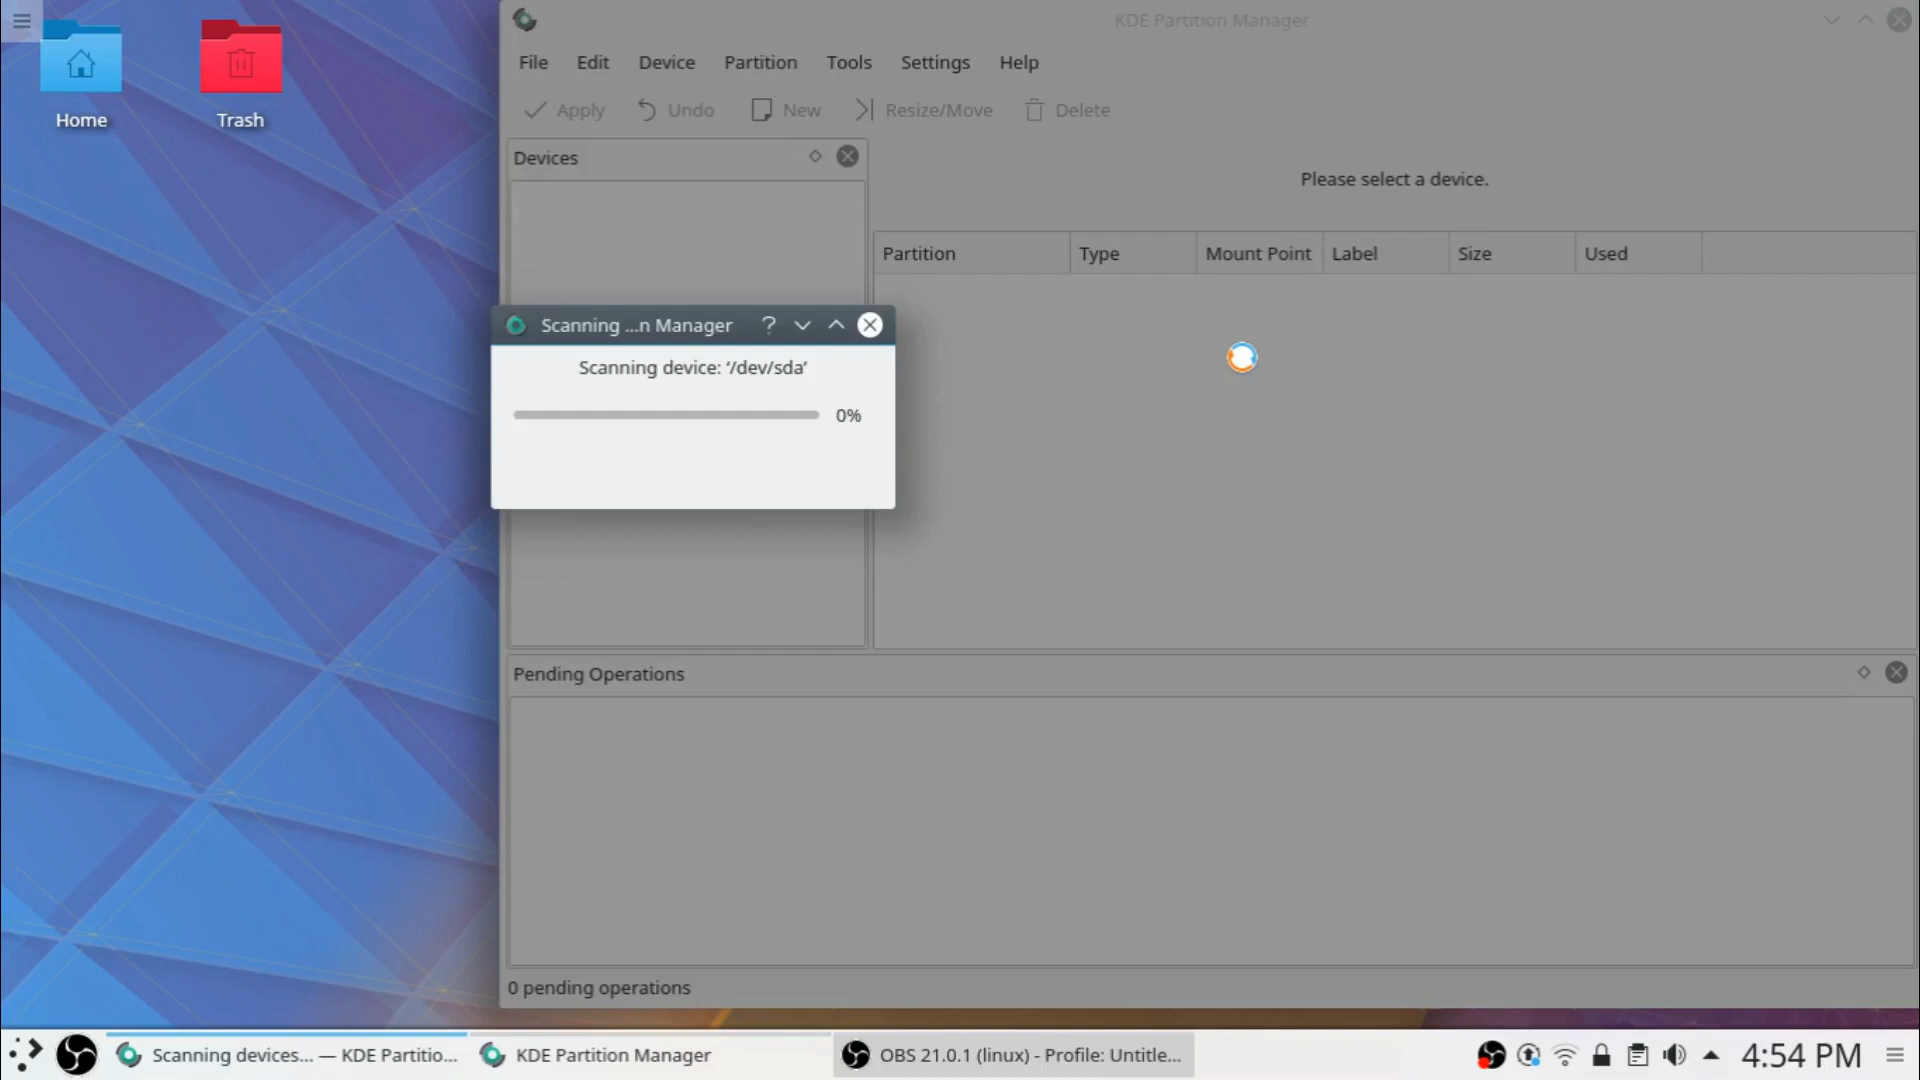 Home
Trash
KDE Partition Manager
File Edit Device Partition Tools Settings Help
Apply Undo New Resize/Move Delete
Devices
Please select a device.
Partition Type Mount Point Label Size Used
Scanning ...n Manager
Scanning device: ‘/dev/sda’
0%
Pending Operations
0 pending operations
Scanning devices... — KDE Partitio... KDE Partition Manager OBS 21.0.1 (linux) - Profile: Untitle... 4:54 PM